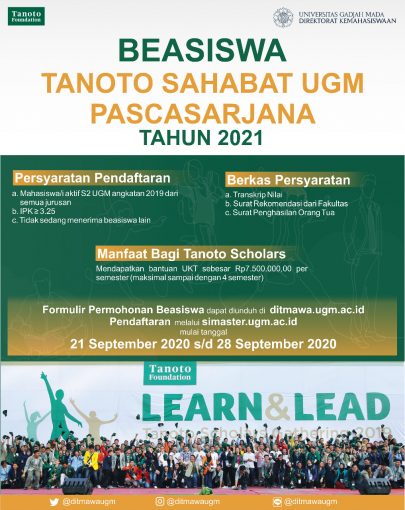 Tanoto
Foundation
UNIVERSITAS GADJAH MADA
DIREKTORAT KEMAHASISWAAN
BEASISWA
TANOTO SAHABAT UGM
PASCASARJANA
TAHUN 2021
Persyaratan Pendaftaran
a. Mahasiswa/i aktif S2 UGM angkatan 2019 dari
semua jurusan
b. IPK ≥ 3,25
c. Tidak sedang menerima beasiswa lain
Berkas Persyaratan
a. Transkrip Nilai
b. Surat Rekomendasi dari Fakultas
c. Surat Penghasilan Orang Tua
Manfaat Bagi Tanoto Scholars
Mendapatkan bantuan UKT sebesar Rp7.500.000,00 per
semester (maksimal sampai dengan 4 semester)
Formulir Permohonan Beasiswa dapat diunduh di ditmawa.ugm.ac.id
Pendaftaran melalui simaster.ugm.ac.id
mulai tanggal
21 September 2020 s/d 28 September 2020
Tanoto
Foundation
LEARN&LEAD
Tanoto Scholars Gathering 2019
@ditmawaugm
@ditmawaugm
@ditmawaugm